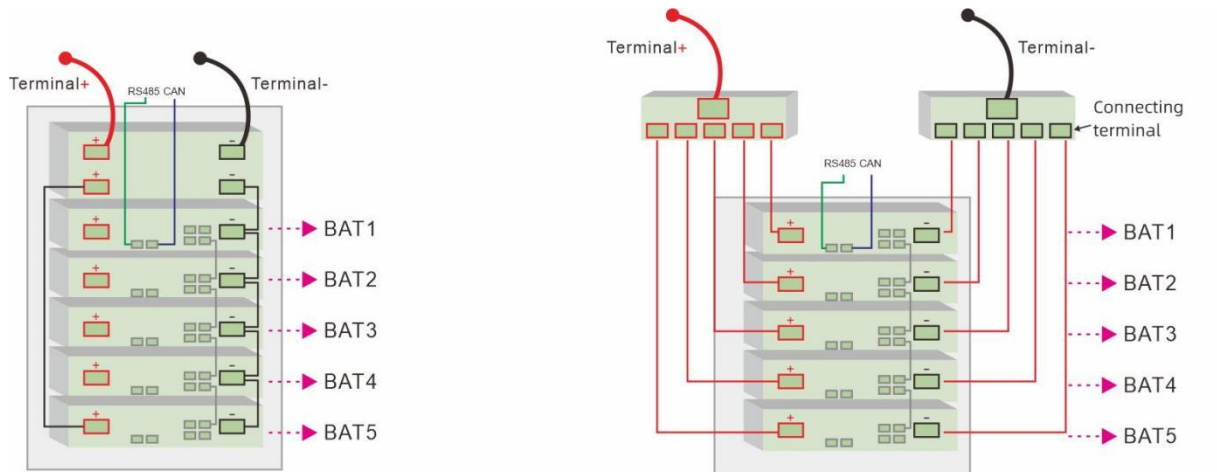 Terminal+
Terminal-
RS485 CAN
+
-
+
-
+
-
BAT1
+
-
BAT2
+
-
BAT3
+
-
BAT4
+
-
BAT5
Terminal+
Terminal-
Connecting
terminal
RS485 CAN
+
-
BAT1
+
-
BAT2
+
-
BAT3
+
-
BAT4
+
-
BAT5